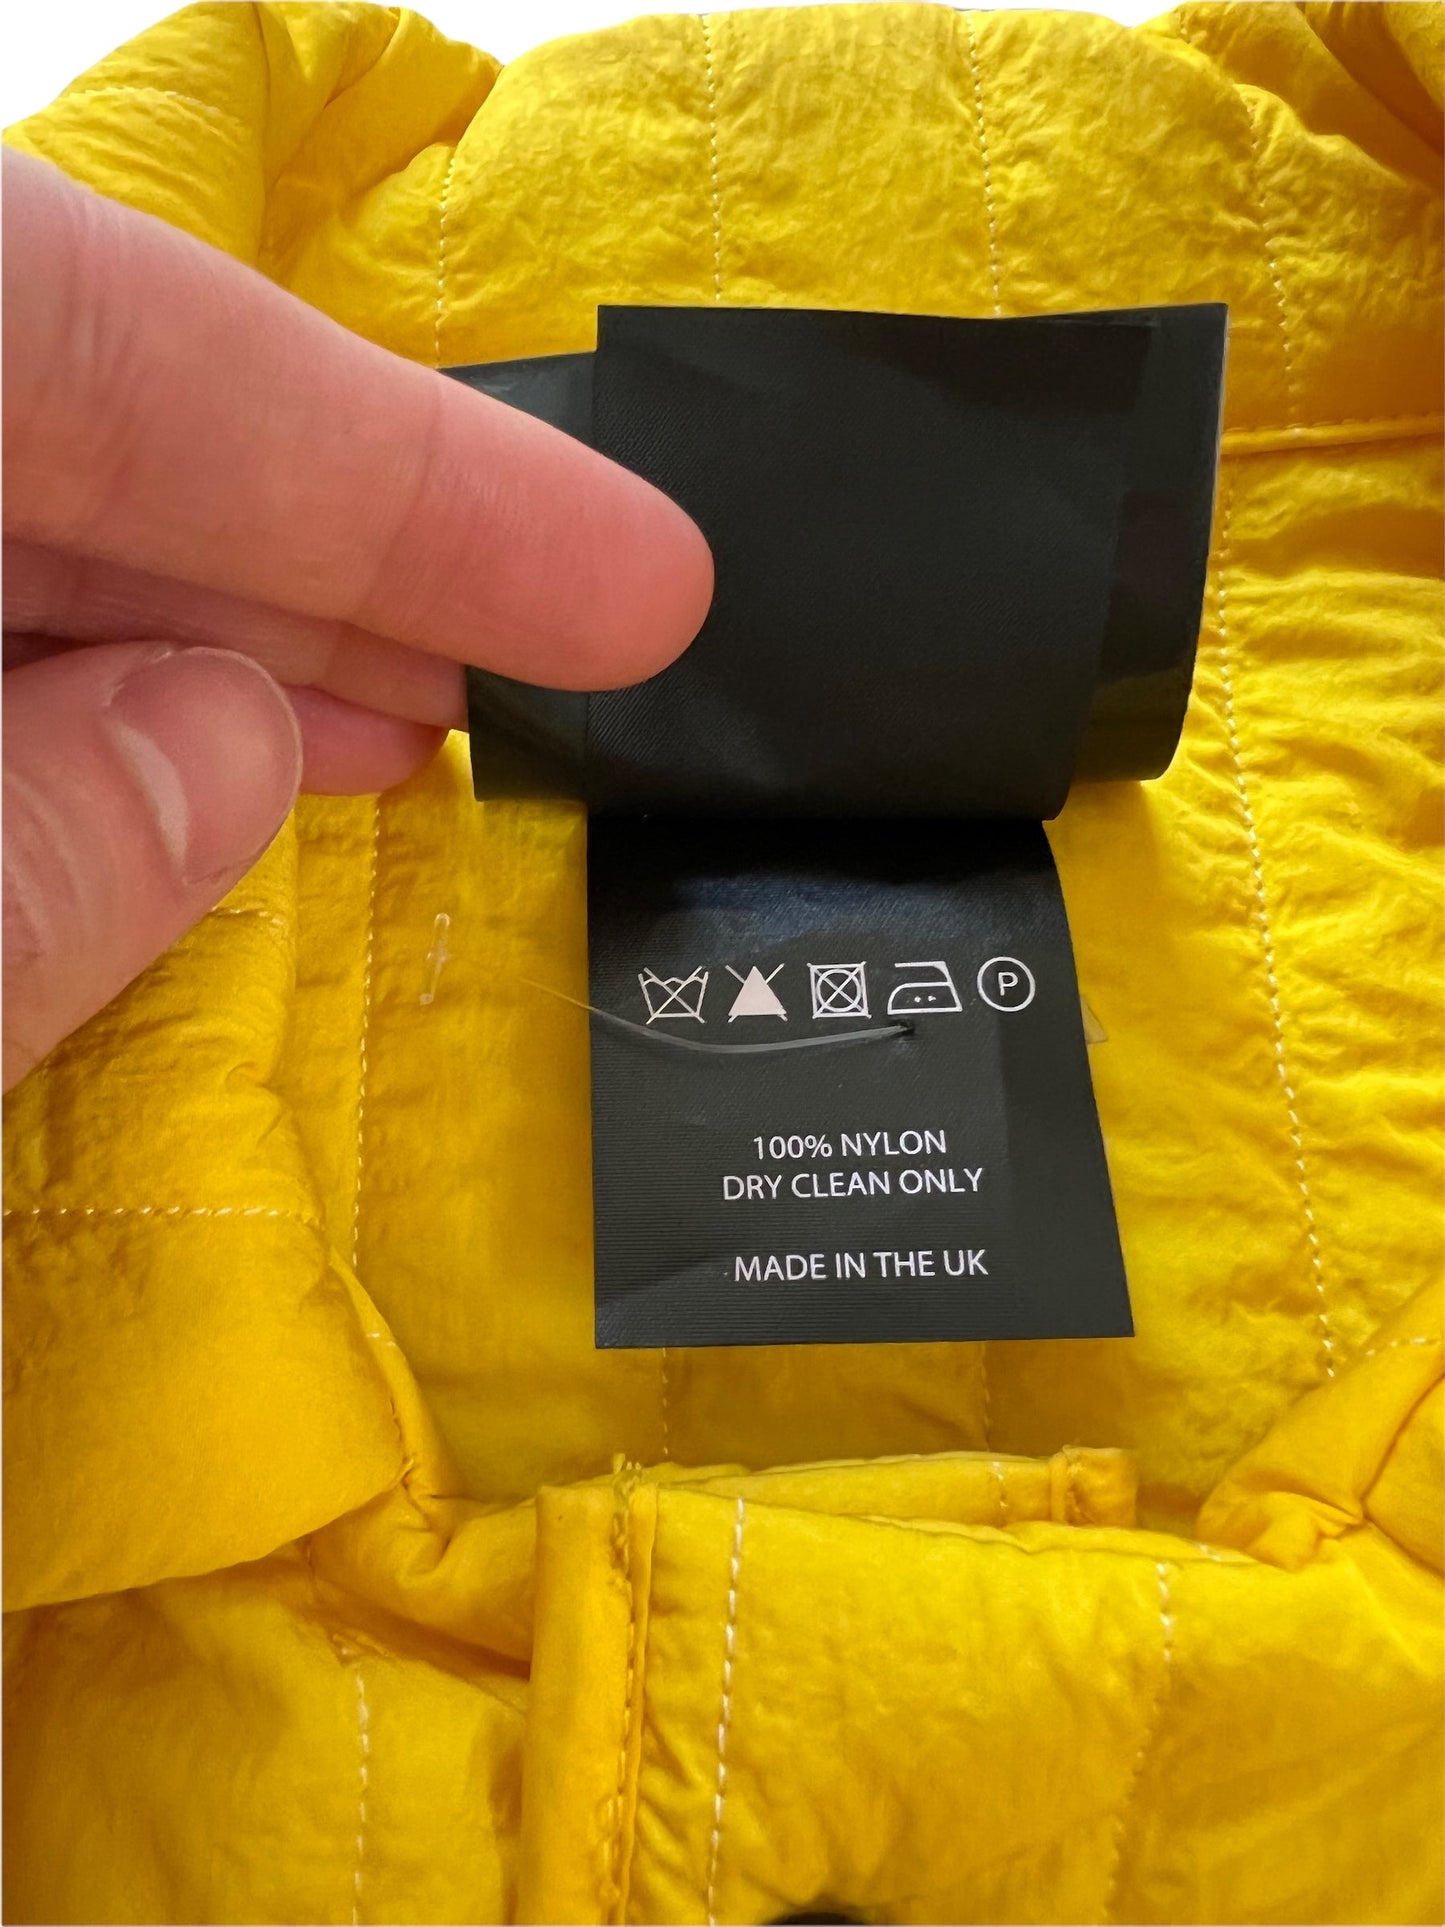 P
100% NYLON
DRY CLEAN ONLY
MADE IN THE UK